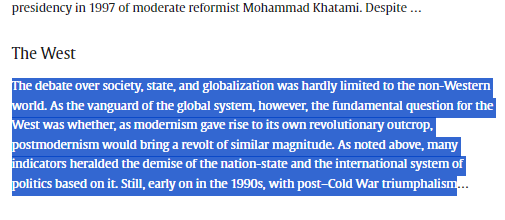 presidency in 1997 of moderate reformist Mohammad Khatami. Despite …
The West
The debate over society, state, and globalization was hardly limited to the non-Western
world. As the vanguard of the global system, however, the fundamental question for the
West was whether, as modernism gave rise to its own revolutionary outcrop,
postmodernism would bring a revolt of similar magnitude. As noted above, many
indicators heralded the demise of the nation-state and the international system of
politics based on it. Still, early on in the 1990s, with post–Cold War triumphalism…